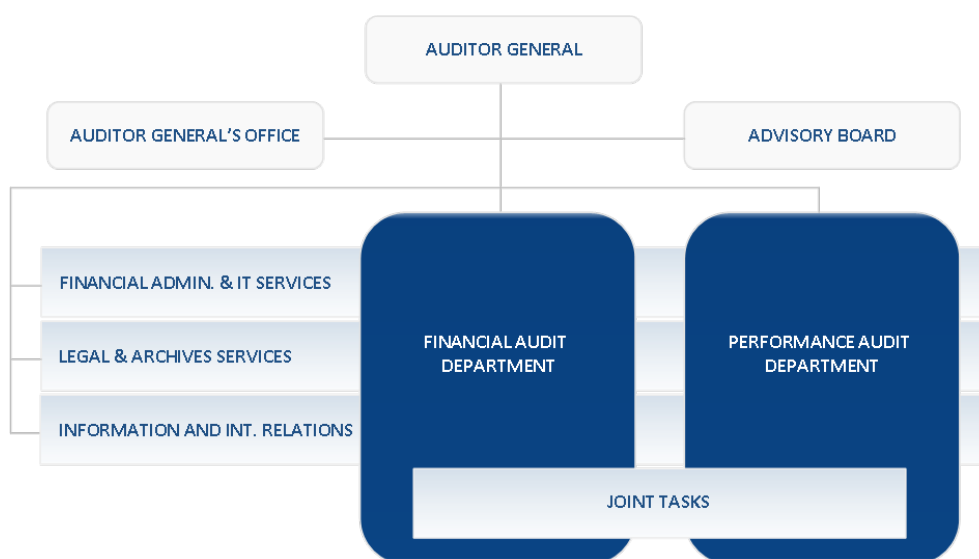 AUDITOR GENERAL
AUDITOR GENERAL’S OFFICE
ADVISORY BOARD
FINANCIAL ADMIN. & IT SERVICES
LEGAL & ARCHIVES SERVICES
INFORMATION AND INT. RELATIONS
FINANCIAL AUDIT
DEPARTMENT
PERFORMANCE AUDIT
DEPARTMENT
JOINT TASKS